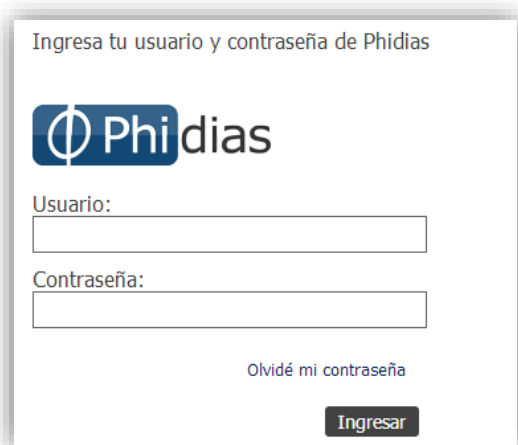 Ingresa tu usuario y contraseña de Phidias
Phidias
Usuario:
Contraseña:
Olvidé mi contraseña
Ingresar